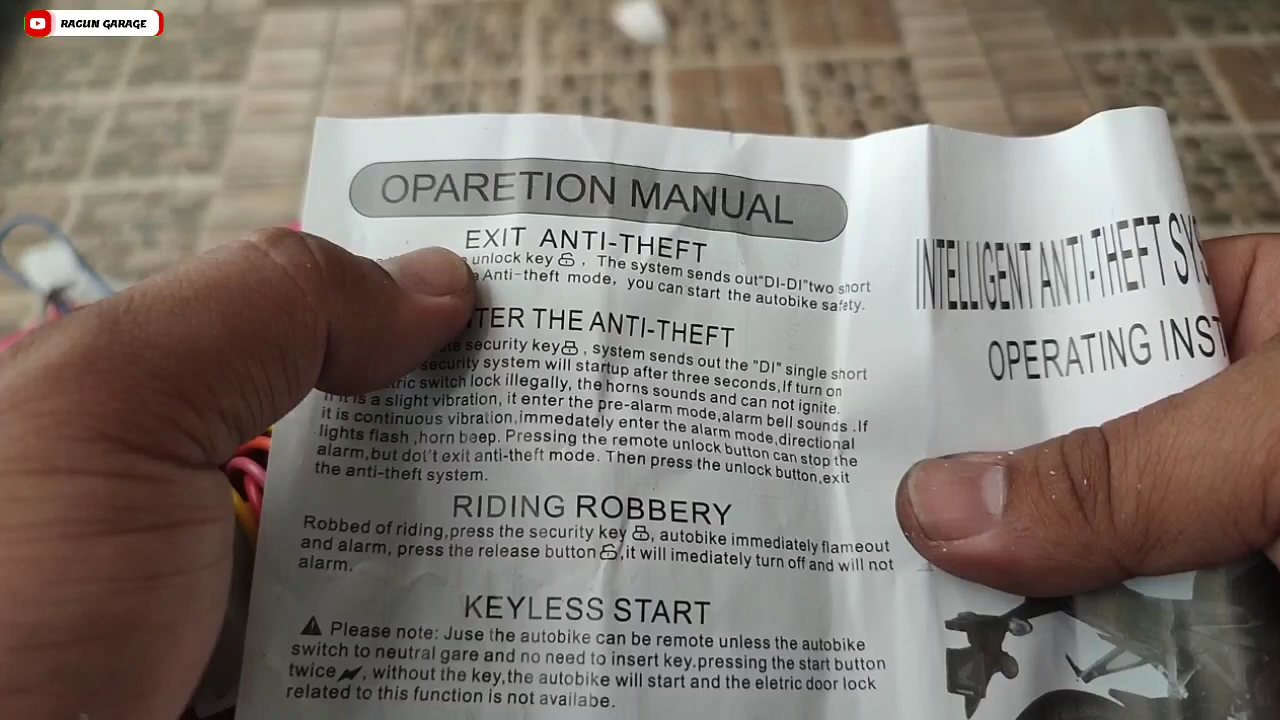 RAGUN GARAGE
OPARETION MANUAL
EXIT ANTI-THEFT
unlock key , The system sends out"DI-DI"two short
Anti-theft mode, you can start the autobike safety.
TER THE ANTI-THEFT
security key , system sends out the "DI" single short
security system will startup after three seconds,If turn on
switch lock illegally, the horns sounds and can not ignite.
If it is a slight vibration, it enter the pre-alarm mode,alarm bell sounds .If
it is continuous vibration,immedately enter the alarm mode,directional
lights flash ,horn beep. Pressing the remote unlock button can stop the
alarm,but dot't exit anti-theft mode. Then press the unlock button,exit
the anti-theft system.
RIDING ROBBERY
Robbed of riding,press the security key , autobike immediately flameout
and alarm, press the release button ,it will imediately turn off and will not
alarm.
KEYLESS START
Please note: Juse the autobike can be remote unless the autobike
switch to neutral gare and no need to insert key.pressing the start button
twice , without the key,the autobike will start and the eletric door lock
related to this function is not availabe.
INTELLIGENT ANTI-THEFT SYS
OPERATING INST